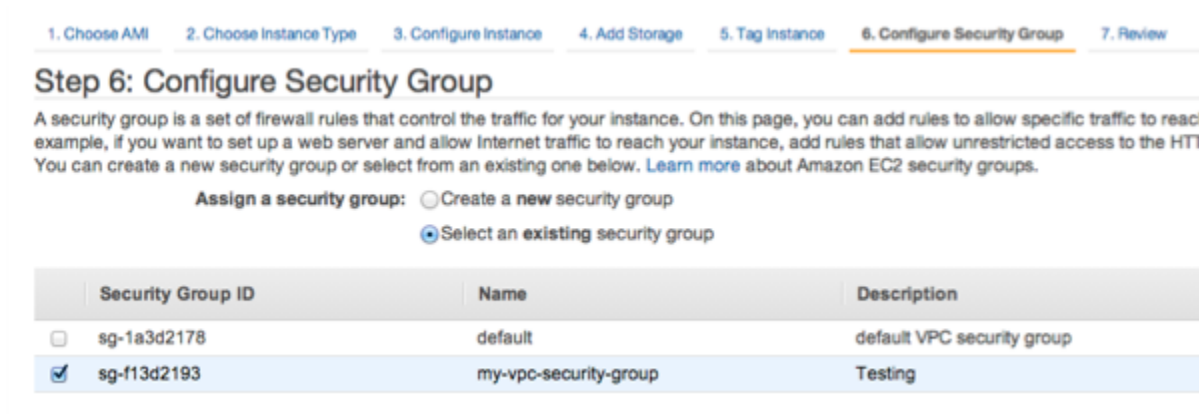 1. Choose AMI 2. Choose Instance Type 3. Configure Instance 4. Add Storage 5. Tag Instance 6. Configure Security Group 7. Review
Step 6: Configure Security Group
A security group is a set of firewall rules that control the traffic for your instance. On this page, you can add rules to allow specific traffic to reac
example, if you want to set up a web server and allow Internet traffic to reach your instance, add rules that allow unrestricted access to the HTT
You can create a new security group or select from an existing one below. Learn more about Amazon EC2 security groups.
Assign a security group: Create a new security group
Select an existing security group
Security Group ID Name Description
sg-1a3d2178 default default VPC security group
sg-f13d2193 my-vpc-security-group Testing